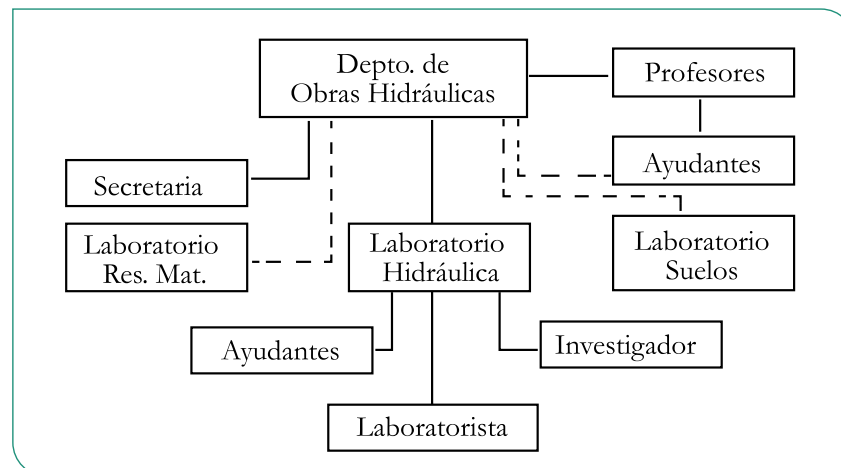 Depto. de
Obras Hidráulicas
Profesores
Ayudantes
Secretaria
Laboratorio
Res. Mat.
Laboratorio
Hidráulica
Laboratorio
Suelos
Ayudantes
Investigador
Laboratorista